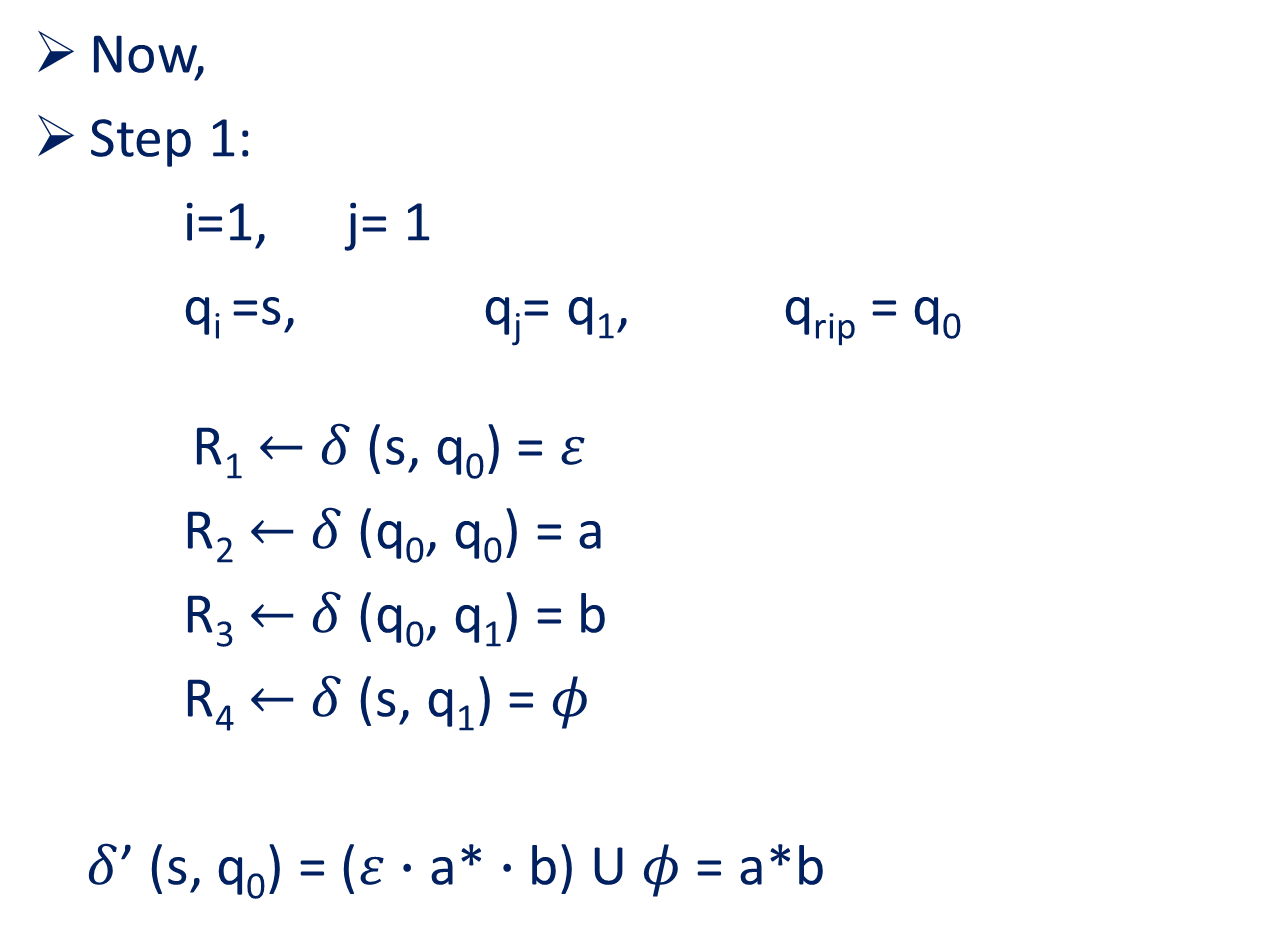 ➢ Now,
➢ Step 1:
i=1, j= 1
qᵢ =s, qⱼ= q₁, q_rip = q₀
R₁ ← 𝛿 (s, q₀) = 𝜀
R₂ ← 𝛿 (q₀, q₀) = a
R₃ ← 𝛿 (q₀, q₁) = b
R₄ ← 𝛿 (s, q₁) = 𝜙
𝛿’ (s, q₀) = (𝜀 · a* · b) U 𝜙 = a*b